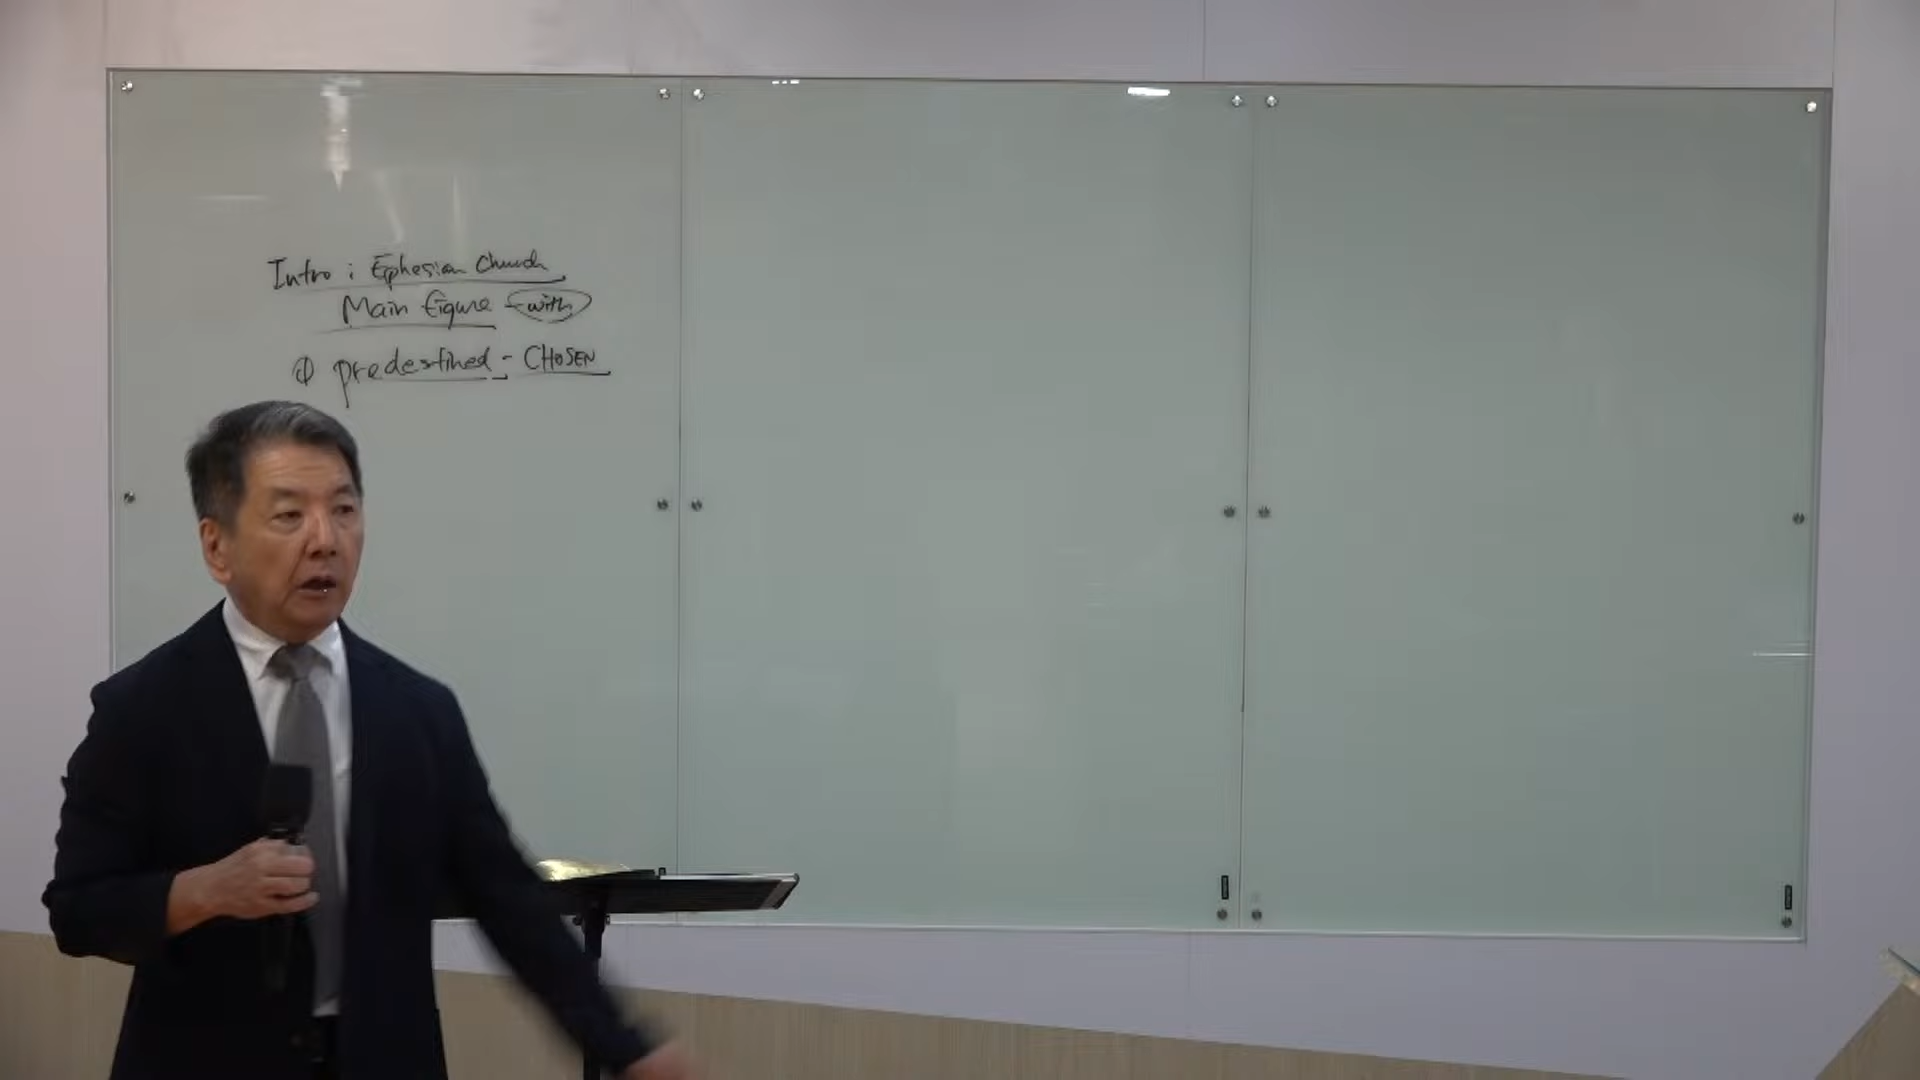 Intro : Ephesian Church
Main figure - with
① predestined - CHOSEN